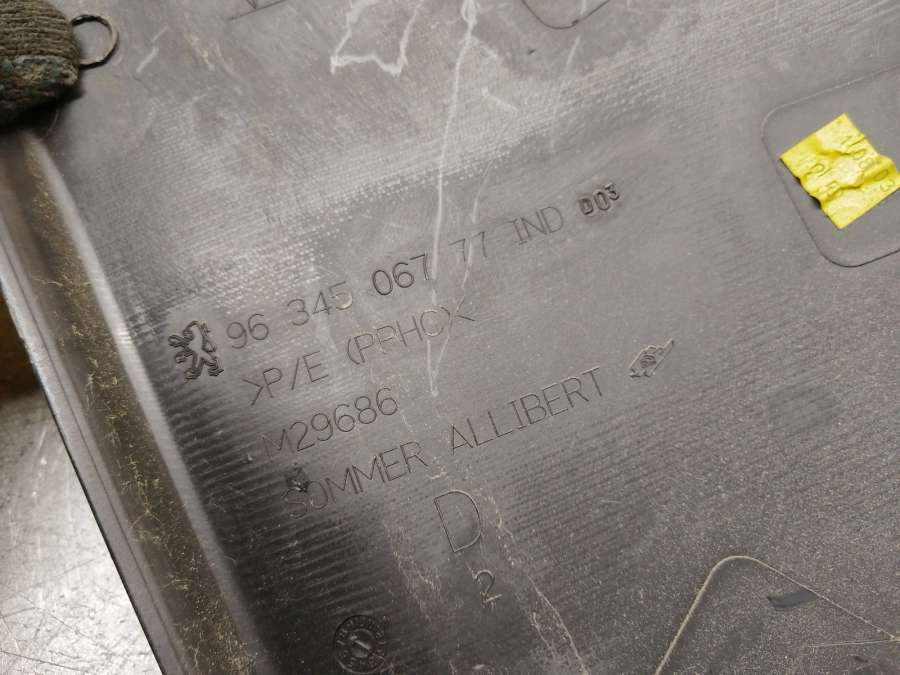 96 345 067 77 IND D03
>P/E (PPHC)<
M29686
SOMMER ALLIBERT
D
2